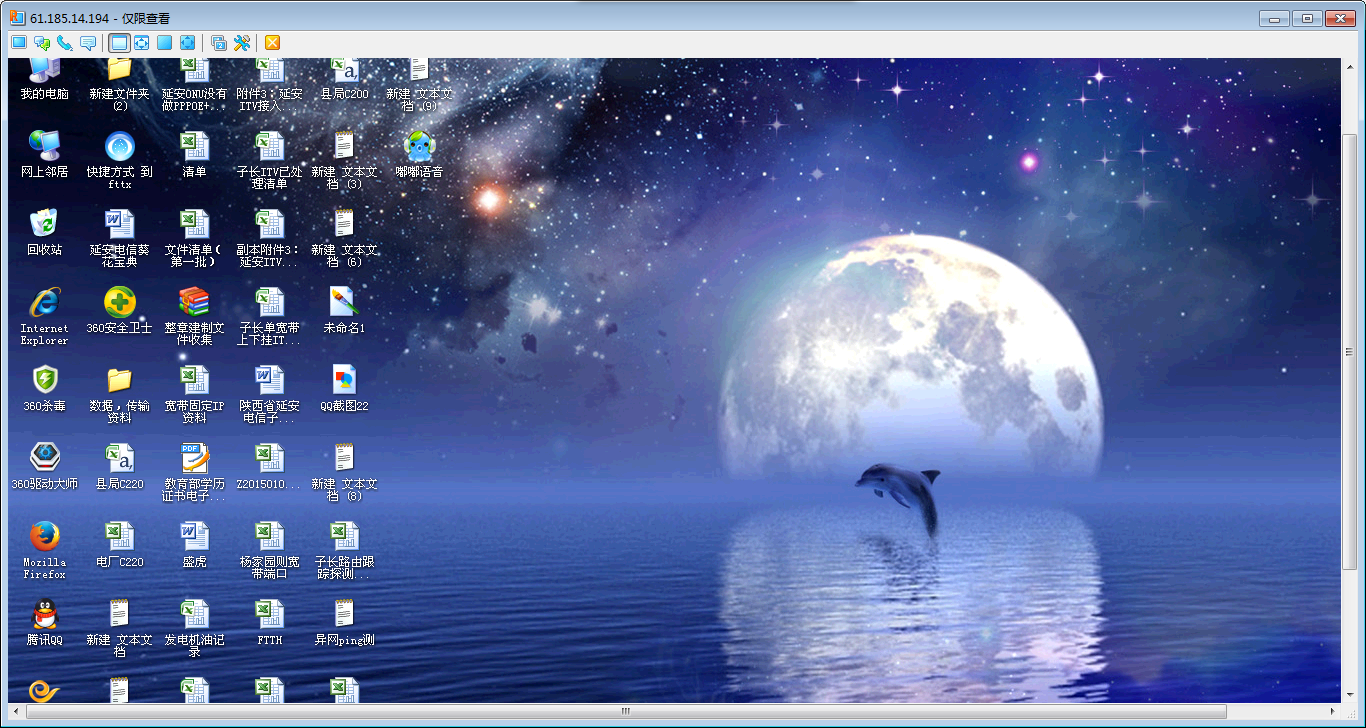 61.185.14.194 - 仅限查看
我的电脑
新建文件夹
(2)
延安ONU没有
做PPPOE+...
附件3：延安
ITV接入...
县局C200
新建 文本文
档 (9)
网上邻居
快捷方式 到
fttx
清单
子长ITV已处
理清单
新建 文本文
档 (3)
嘟嘟语音
回收站
延安电信葵
花宝典
文件清单（
第一批）
副本附件3：
延安ITV...
新建 文本文
档 (6)
Internet
Explorer
360安全卫士
整章建制文
件收集
子长单宽带
上下挂IT...
未命名1
360杀毒
数据，传输
资料
宽带固定IP
资料
陕西省延安
电信子...
QQ截图22
360驱动大师
县局C220
PDF
教育部学历
证书电子...
Z2015010...
新建 文本文
档 (8)
Mozilla
Firefox
电厂C220
盛虎
杨家园则宽
带端口
子长路由跟
踪探测...
腾讯QQ
新建 文本文
档
发电机油记
录
FTTH
异网ping测